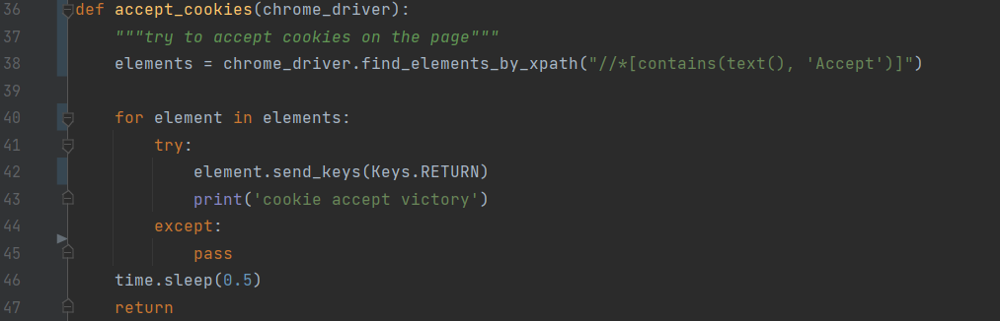 36 def accept_cookies(chrome_driver):
37     """try to accept cookies on the page"""
38     elements = chrome_driver.find_elements_by_xpath("//*[contains(text(), 'Accept')]")
39
40     for element in elements:
41         try:
42             element.send_keys(Keys.RETURN)
43             print('cookie accept victory')
44         except:
45             pass
46     time.sleep(0.5)
47     return